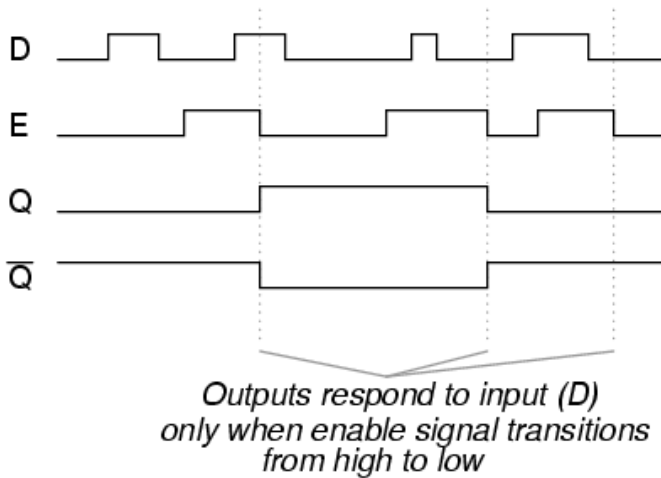 D
E
Q
Q̅
Outputs respond to input (D)
only when enable signal transitions
from high to low